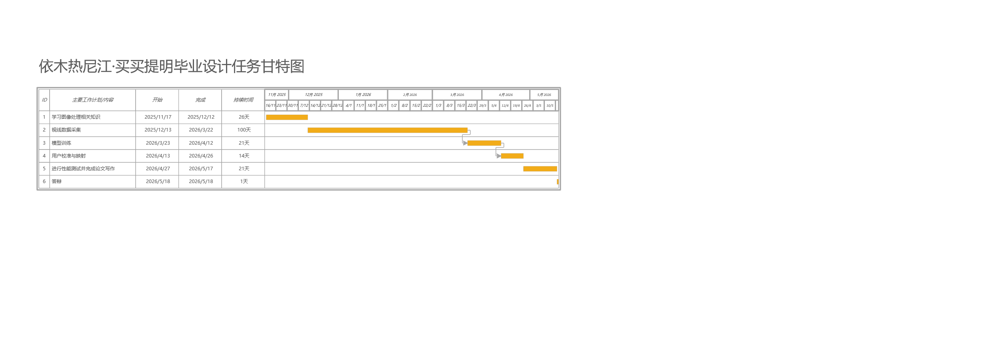 依木热尼江·买买提明毕业设计任务甘特图
ID 主要工作计划/内容 开始 完成 持续时间 11月 2025 12月 2025 1月 2026 2月 2026 3月 2026 4月 2026 5月 2026
16/11 23/11 30/11 7/12 14/12 21/12 28/12 4/1 11/1 18/1 25/1 1/2 8/2 15/2 22/2 1/3 8/3 15/3 22/3 29/3 5/4 12/4 19/4 26/4 3/5 10/5
1 学习图像处理相关知识 2025/11/17 2025/12/12 26天
2 视线数据采集 2025/12/13 2026/3/22 100天
3 模型训练 2026/3/23 2026/4/12 21天
4 用户校准与映射 2026/4/13 2026/4/26 14天
5 进行性能测试并完成论文写作 2026/4/27 2026/5/17 21天
6 答辩 2026/5/18 2026/5/18 1天